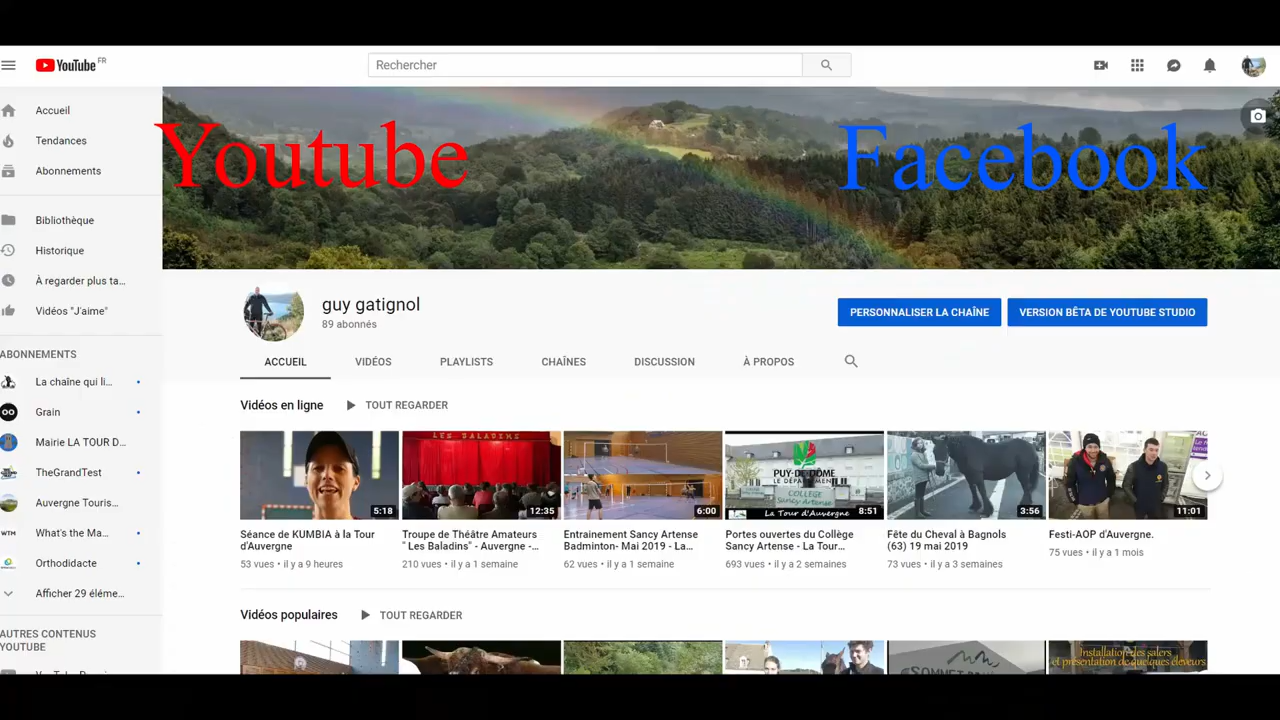 YouTube FR
Rechercher
Accueil
Tendances
Abonnements
Bibliothèque
Historique
À regarder plus ta...
Vidéos "J'aime"
ABONNEMENTS
La chaîne qui li...
Grain
Mairie LA TOUR D...
TheGrandTest
Auvergne Touris...
WTM What's the Ma...
Orthodidacte
Afficher 29 éléme...
AUTRES CONTENUS
YOUTUBE
Youtube
Facebook
guy gatignol
89 abonnés
PERSONNALISER LA CHAÎNE
VERSION BÊTA DE YOUTUBE STUDIO
ACCUEIL VIDÉOS PLAYLISTS CHAÎNES DISCUSSION À PROPOS
Vidéos en ligne TOUT REGARDER
5:18
Séance de KUMBIA à la Tour
d'Auvergne
53 vues • il y a 9 heures
LES BALADINS
12:35
Troupe de Théâtre Amateurs
" Les Baladins" - Auvergne -...
210 vues • il y a 1 semaine
6:00
Entrainement Sancy Artense
Badminton- Mai 2019 - La...
62 vues • il y a 1 semaine
PUY-DE-DÔME
LE DÉPARTEMENT
COLLÈGE
Sancy-Artense
La Tour d'Auvergne
8:51
Portes ouvertes du Collège
Sancy Artense - La Tour...
693 vues • il y a 2 semaines
3:56
Fête du Cheval à Bagnols
(63) 19 mai 2019
73 vues • il y a 3 semaines
11:01
Festi-AOP d'Auvergne.
75 vues • il y a 1 mois
Vidéos populaires TOUT REGARDER
Installation des salers
et présentation de quelques éleveurs